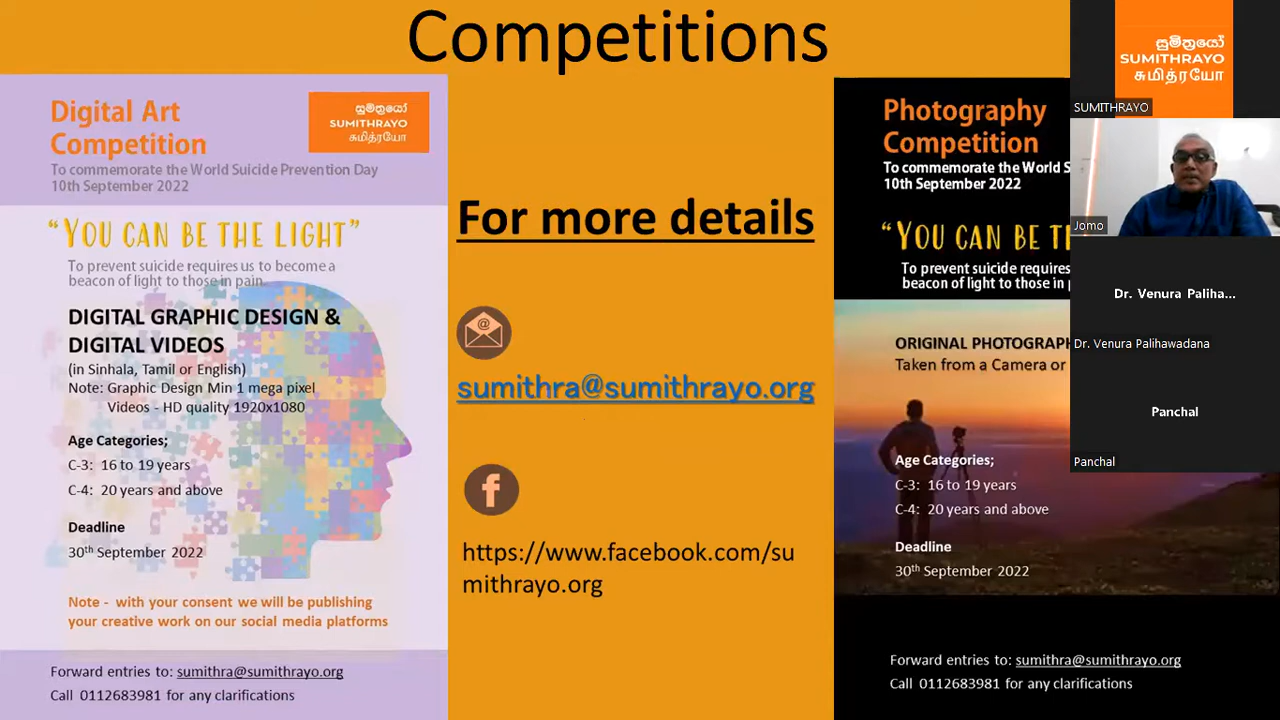 Competitions
Digital Art
Competition
To commemorate the World Suicide Prevention Day
10th September 2022
සුමිත්‍රයෝ
SUMITHRAYO
சுமித்ரயோ
“YOU CAN BE THE LIGHT”
To prevent suicide requires us to become a
beacon of light to those in pain.
DIGITAL GRAPHIC DESIGN &
DIGITAL VIDEOS
(in Sinhala, Tamil or English)
Note: Graphic Design Min 1 mega pixel
Videos - HD quality 1920x1080
Age Categories;
C-3: 16 to 19 years
C-4: 20 years and above
Deadline
30th September 2022
Note - with your consent we will be publishing
your creative work on our social media platforms
Forward entries to: sumithra@sumithrayo.org
Call 0112683981 for any clarifications
For more details
sumithra@sumithrayo.org
https://www.facebook.com/su
mithrayo.org
Photography
Competition
To commemorate the World S
10th September 2022
“YOU CAN BE T
To prevent suicide requires
beacon of light to those in p
ORIGINAL PHOTOGRAPH
Taken from a Camera or
Age Categories;
C-3: 16 to 19 years
C-4: 20 years and above
Deadline
30th September 2022
Forward entries to: sumithra@sumithrayo.org
Call 0112683981 for any clarifications
සුමිත්‍රයෝ
SUMITHRAYO
சுமித்ரயோ
SUMITHRAYO
Jomo
Dr. Venura Paliha...
Dr. Venura Palihawadana
Panchal
Panchal